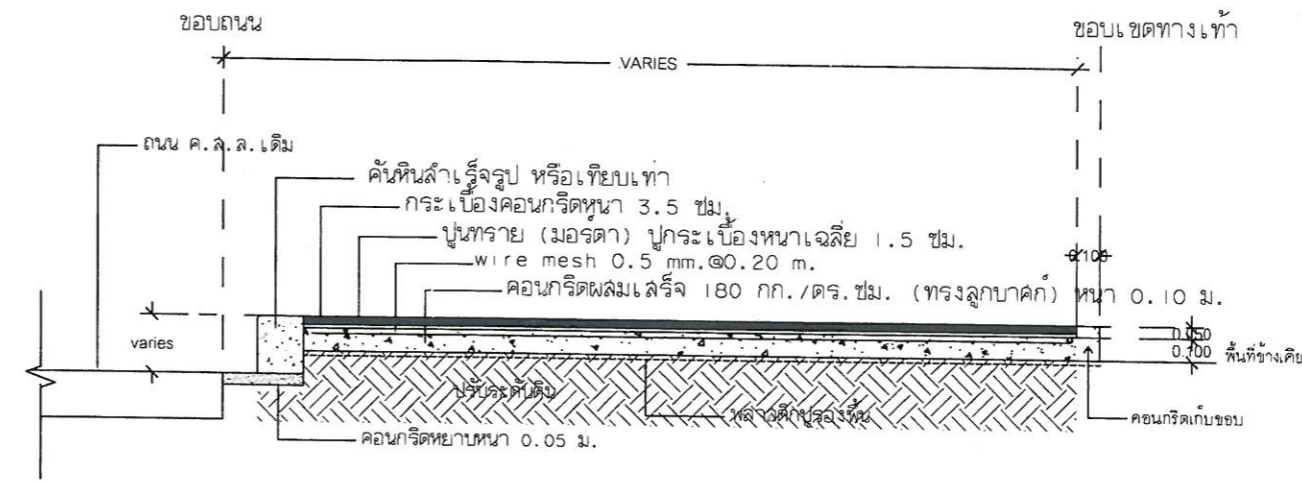 ขอบถนน
ขอบเขตทางเท้า
VARIES
ถนน ค.ส.ล.เดิม
คันหินสำเร็จรูป หรือเทียบเท่า
กระเบื้องคอนกรีตหนา 3.5 ซม.
ปูนทราย (มอร์ตา) ปูกระเบื้องหนาเฉลี่ย 1.5 ซม.
wire mesh 0.5 mm.@0.20 m.
0.100
คอนกรีตผสมเสร็จ 180 กก./ตร.ซม. (ทรงลูกบาศก์) หนา 0.10 ม.
varies
0.050
0.100
พื้นที่ข้างเคีย
ปรับระดับดิน
พลาสติกปูรองพื้น
คอนกรีตเก็บขอบ
คอนกรีตหยาบหนา 0.05 ม.